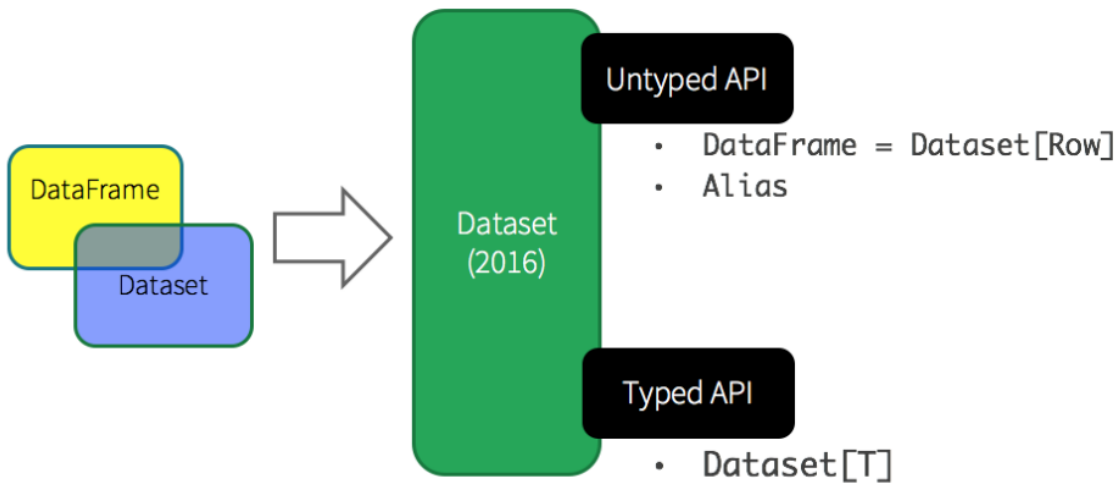 DataFrame
Dataset
Dataset
(2016)
Untyped API
• DataFrame = Dataset[Row]
• Alias
Typed API
• Dataset[T]